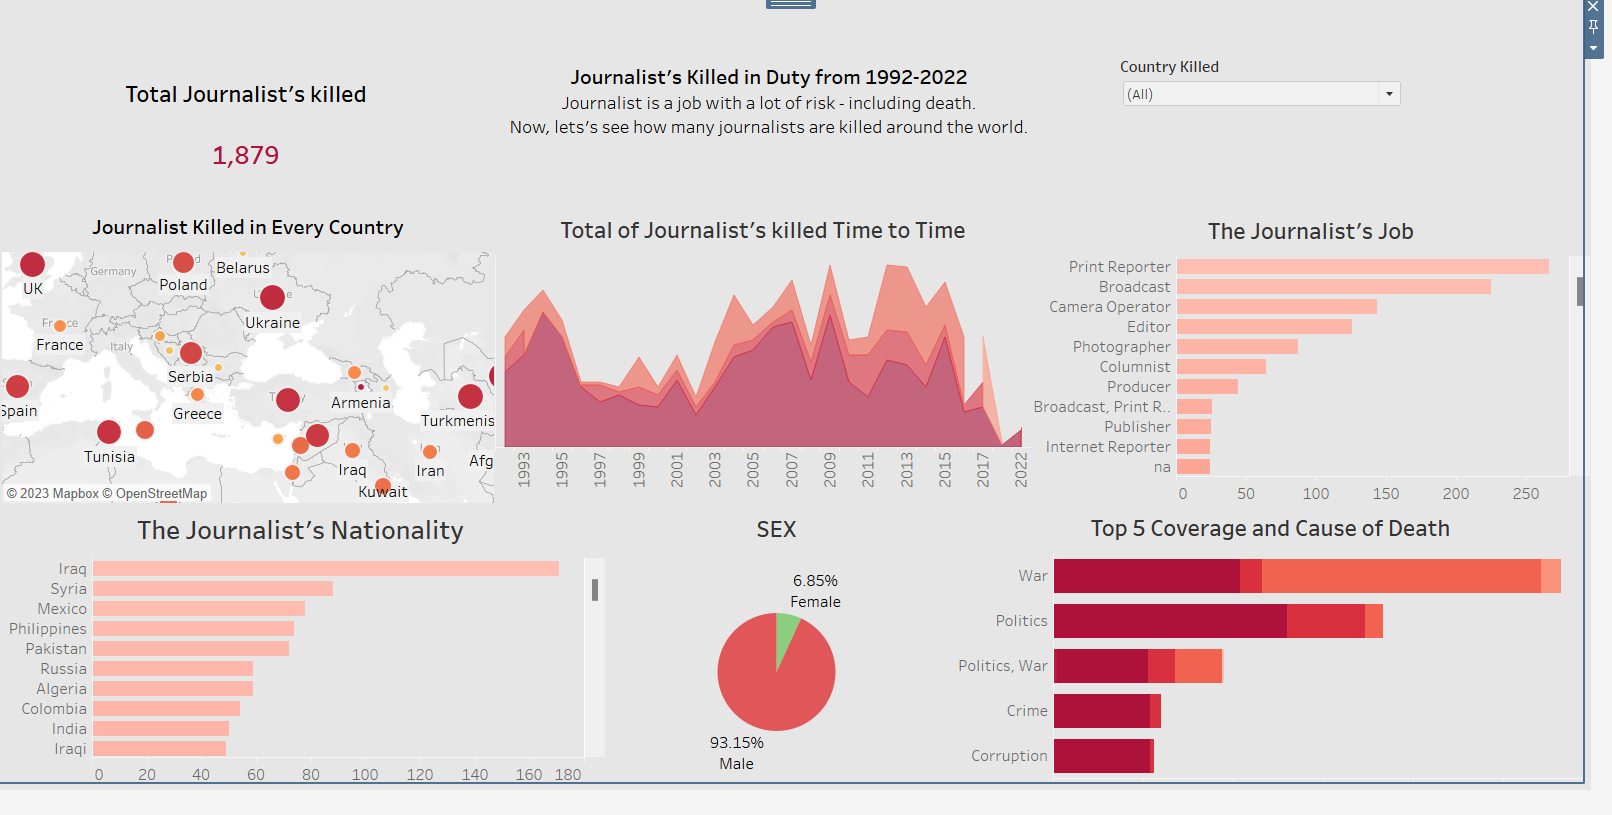 Total Journalist's killed
1,879
Journalist's Killed in Duty from 1992-2022
Journalist is a job with a lot of risk - including death.
Now, lets's see how many journalists are killed around the world.
Country Killed
(All)
Journalist Killed in Every Country
Germany
Belarus
UK
Poland
Ukraine
France
France
Italy
Serbia
Spain
Greece
Armenia
Turkmenis
Tunisia
Iraq
Iran
Afg
Kuwait
© 2023 Mapbox © OpenStreetMap
Total of Journalist's killed Time to Time
1993
1995
1997
1999
2001
2003
2005
2007
2009
2011
2013
2015
2017
2022
The Journalist's Job
Print Reporter
Broadcast
Camera Operator
Editor
Photographer
Columnist
Producer
Broadcast, Print R..
Publisher
Internet Reporter
na
0 50 100 150 200 250
The Journalist's Nationality
Iraq
Syria
Mexico
Philippines
Pakistan
Russia
Algeria
Colombia
India
Iraqi
0 20 40 60 80 100 120 140 160 180
SEX
6.85%
Female
93.15%
Male
Top 5 Coverage and Cause of Death
War
Politics
Politics, War
Crime
Corruption